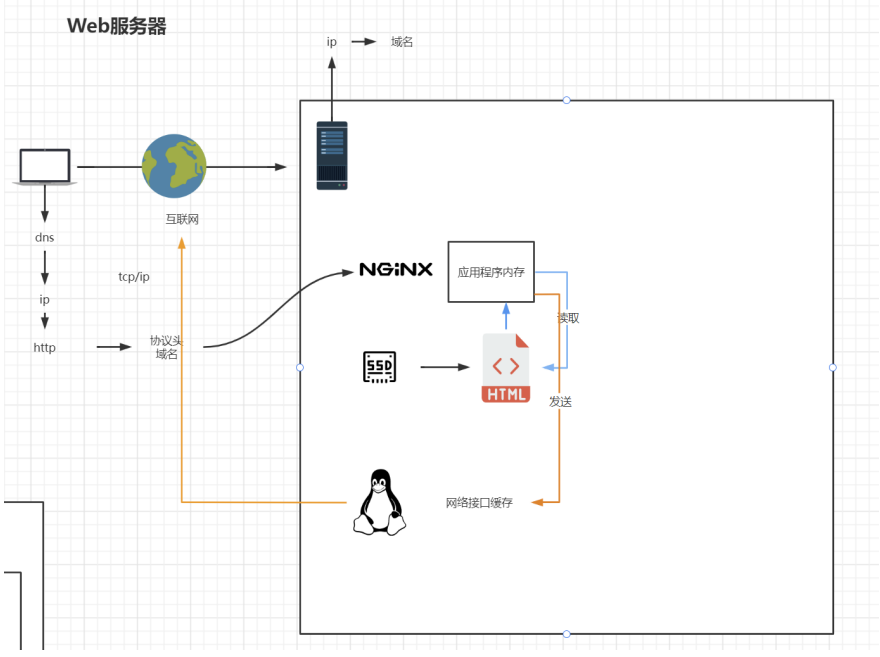 Web服务器
ip
域名
互联网
dns
tcp/ip
NGiNX
应用程序内存
ip
读取
http
协议头
域名
SSD
HTML
发送
网络接口缓存